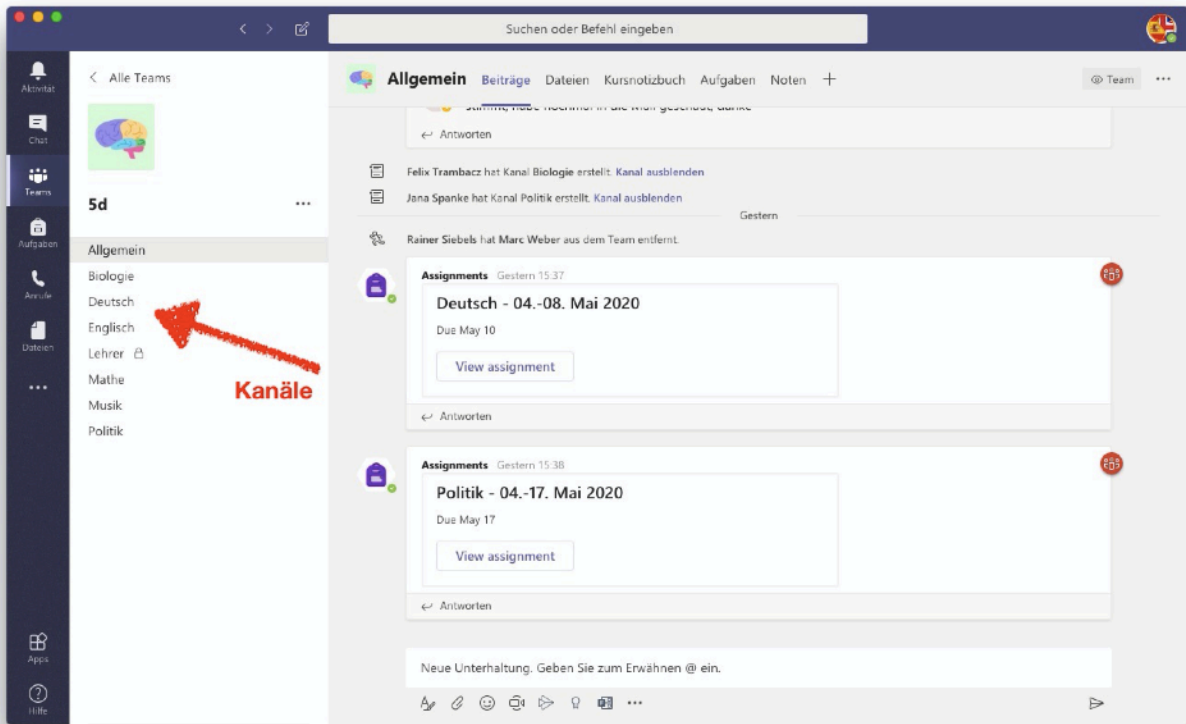 Suchen oder Befehl eingeben
Aktivität
Chat
Teams
Aufgaben
Anrufe
Dateien
Apps
Hilfe
Alle Teams
5d
Allgemein
Biologie
Deutsch
Englisch
Lehrer
Mathe
Musik
Politik
Kanäle
Allgemein Beiträge Dateien Kursnotizbuch Aufgaben Noten
Team
Antworten
Felix Trambacz hat Kanal Biologie erstellt. Kanal ausblenden
Jana Spanke hat Kanal Politik erstellt. Kanal ausblenden
Gestern
Rainer Siebels hat Marc Weber aus dem Team entfernt.
Assignments Gestern 15:37
Deutsch - 04.-08. Mai 2020
Due May 10
View assignment
Antworten
Assignments Gestern 15:38
Politik - 04.-17. Mai 2020
Due May 17
View assignment
Antworten
Neue Unterhaltung. Geben Sie zum Erwähnen @ ein.